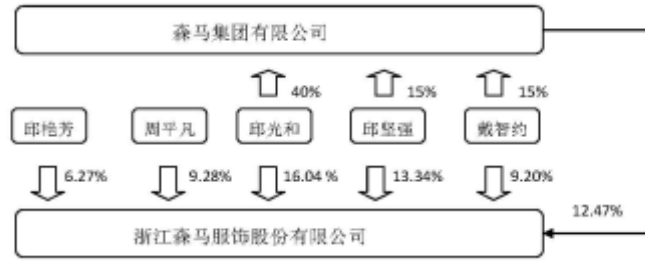 森马集团有限公司
40% 15% 15%
邱艳芳 周平凡 邱光和 邱坚强 戴智约
6.27% 9.28% 16.04 % 13.34% 9.20%
12.47%
浙江森马服饰股份有限公司